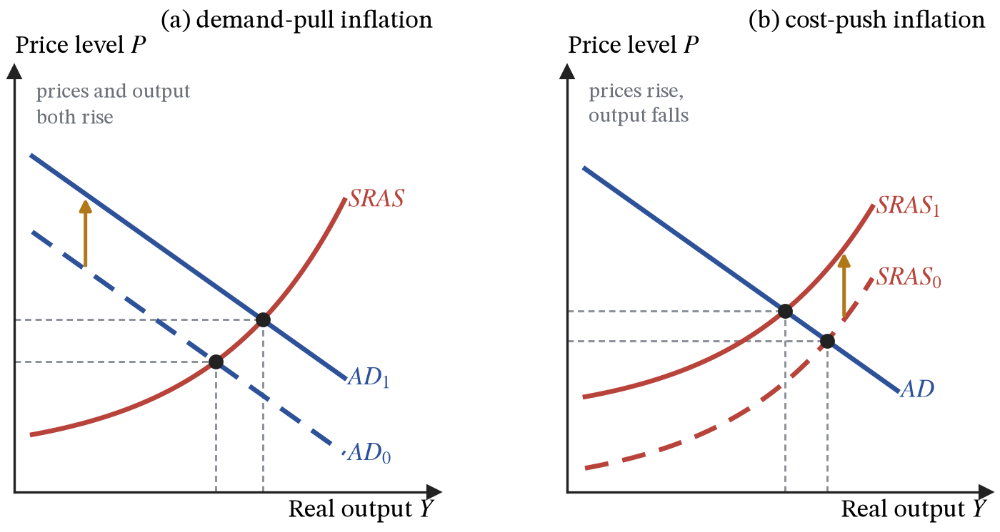 (a) demand-pull inflation
Price level P
prices and output
both rise
SRAS
AD₁
AD₀
Real output Y
(b) cost-push inflation
Price level P
prices rise,
output falls
SRAS₁
SRAS₀
AD
Real output Y